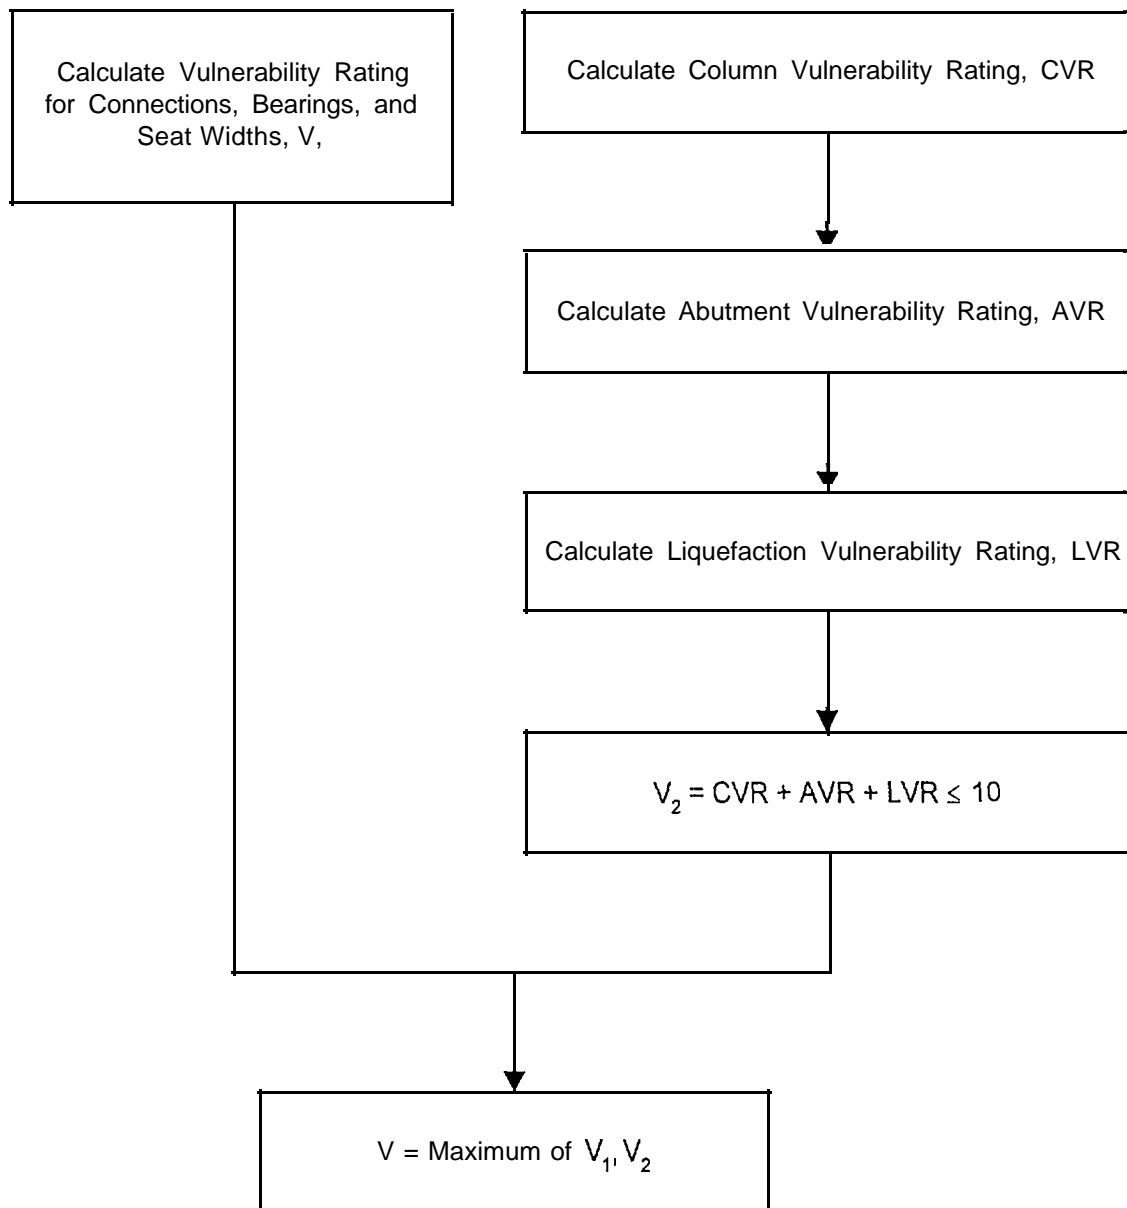 Calculate Vulnerability Rating
for Connections, Bearings, and
Seat Widths, V,
Calculate Column Vulnerability Rating, CVR
Calculate Abutment Vulnerability Rating, AVR
Calculate Liquefaction Vulnerability Rating, LVR
V₂ = CVR + AVR + LVR ≤ 10
V = Maximum of V₁, V₂